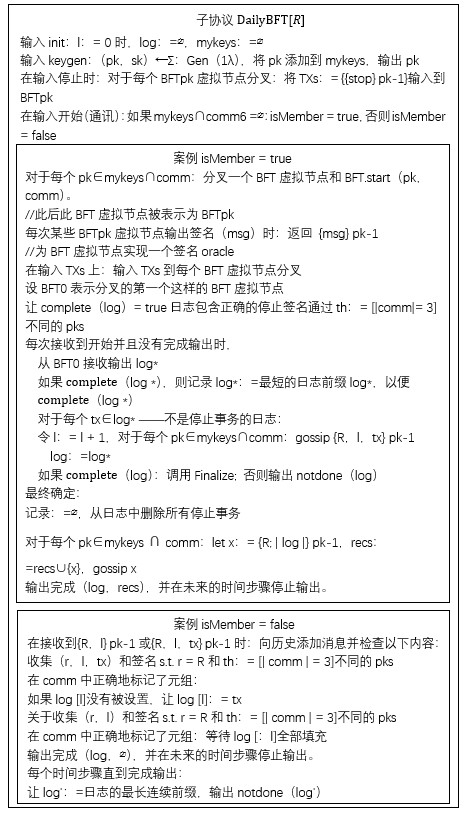 子协议 DailyBFT[R]
输入 init：l：= 0 时，log：=∅，mykeys：=∅
输入 keygen：（pk，sk）←Σ：Gen（1λ），将 pk 添加到 mykeys，输出 pk
在输入停止时：对于每个 BFTpk 虚拟节点分叉：将 TXs：={{stop} pk-1}输入到
BFTpk
在输入开始（通讯）：如果 mykeys∩comm6 =∅：isMember = true，否则 isMember
= false
案例 isMember = true
对于每个 pk∈mykeys∩comm：分叉一个 BFT 虚拟节点和 BFT.start（pk，
comm）。
//此后此 BFT 虚拟节点被表示为 BFTpk
每次某些 BFTpk 虚拟节点输出签名（msg）时：返回 {msg} pk-1
//为 BFT 虚拟节点实现一个签名 oracle
在输入 TXs 上：输入 TXs 到每个 BFT 虚拟节点分叉
设 BFT0 表示分叉的第一个这样的 BFT 虚拟节点
让 complete（log）= true 日志包含正确的停止签名通过 th：= [|comm|= 3]
不同的 pks
每次接收到开始并且没有完成输出时，
从 BFT0 接收输出 log*
如果 complete（log *），则记录 log*：=最短的日志前缀 log*，以便
complete（log *）
对于每个 tx∈log* ——不是停止事务的日志：
令 l：= l + 1，对于每个 pk∈mykeys∩comm：gossip {R，l，tx} pk-1
log：=log*
如果 complete（log）：调用 Finalize；否则输出 notdone（log）
最终确定：
记录：=∅，从日志中删除所有停止事务
对于每个 pk∈mykeys ∩ comm：let x：= {R; | log |} pk-1，recs：
=recs∪{x}，gossip x
输出完成（log，recs），并在未来的时间步骤停止输出。
案例 isMember = false
在接收到{R，l} pk-1 或{R，l，tx} pk-1 时：向历史添加消息并检查以下内容：
收集（r，l，tx）和签名 s.t. r = R 和 th：= [| comm | = 3]不同的 pks
在 comm 中正确地标记了元组：
如果 log [l]没有被设置，让 log [l]：= tx
关于收集（r，l）和签名 s.t. r = R 和 th：= [| comm | = 3]不同的 pks
在 comm 中正确地标记了元组：等待 log [：l]全部填充
输出完成（log，∅），并在未来的时间步骤停止输出。
每个时间步骤直到完成输出：
让 log'：=日志的最长连续前缀，输出 notdone（log'）